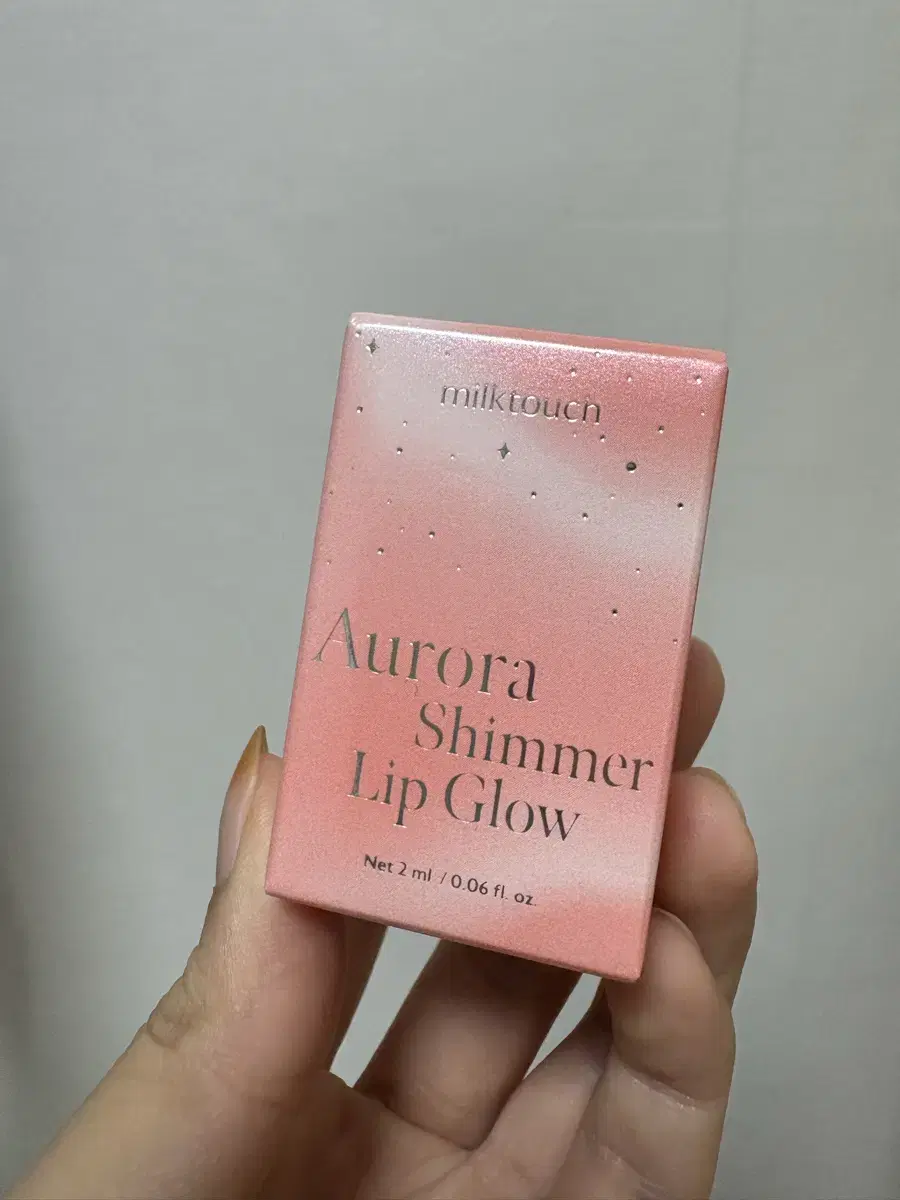 milktouch
Aurora
Shimmer
Lip Glow
Net 2 ml / 0.06 fl. oz.